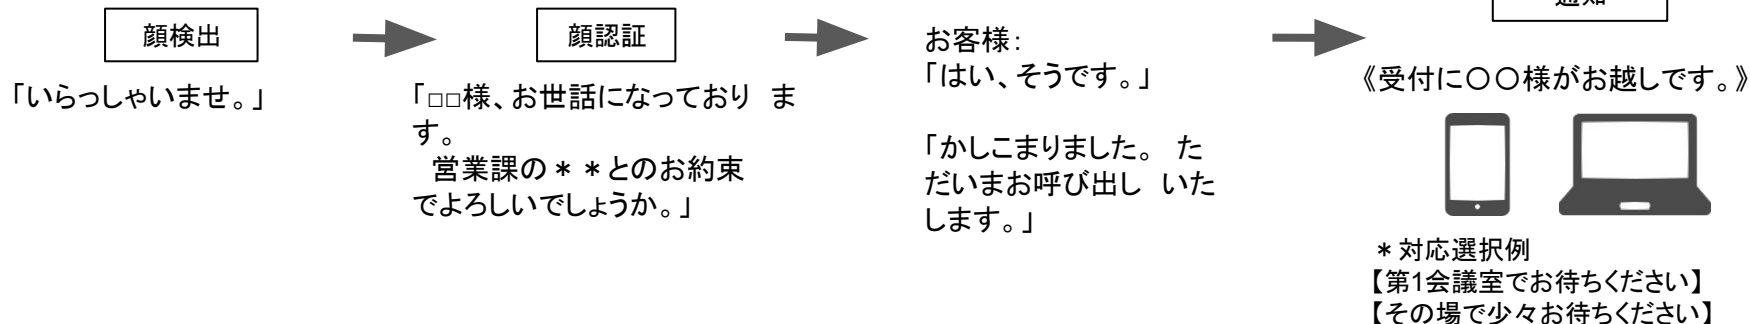 顔検出
「いらっしゃいませ。」
顔認証
「□□様、お世話になっており　ま
す。
営業課の＊＊とのお約束
でよろしいでしょうか。」
お客様：
「はい、そうです。」
「かしこまりました。　た
だいまお呼び出し　いた
します。」
通知
《受付に〇〇様がお越しです。》
＊対応選択例
【第1会議室でお待ちください】
【その場で少々お待ちください】